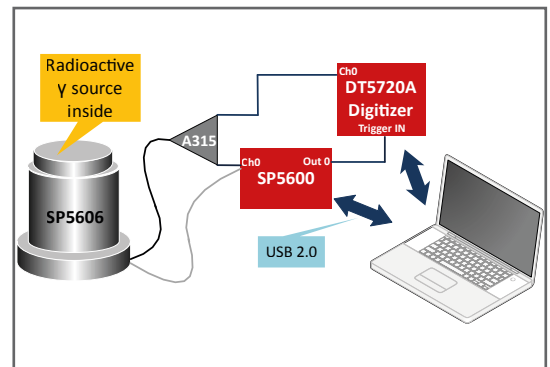 Radioactive
γ source
inside
SP5606
A315
Ch0
DT5720A
Digitizer
Trigger IN
Ch0
Out 0
SP5600
USB 2.0